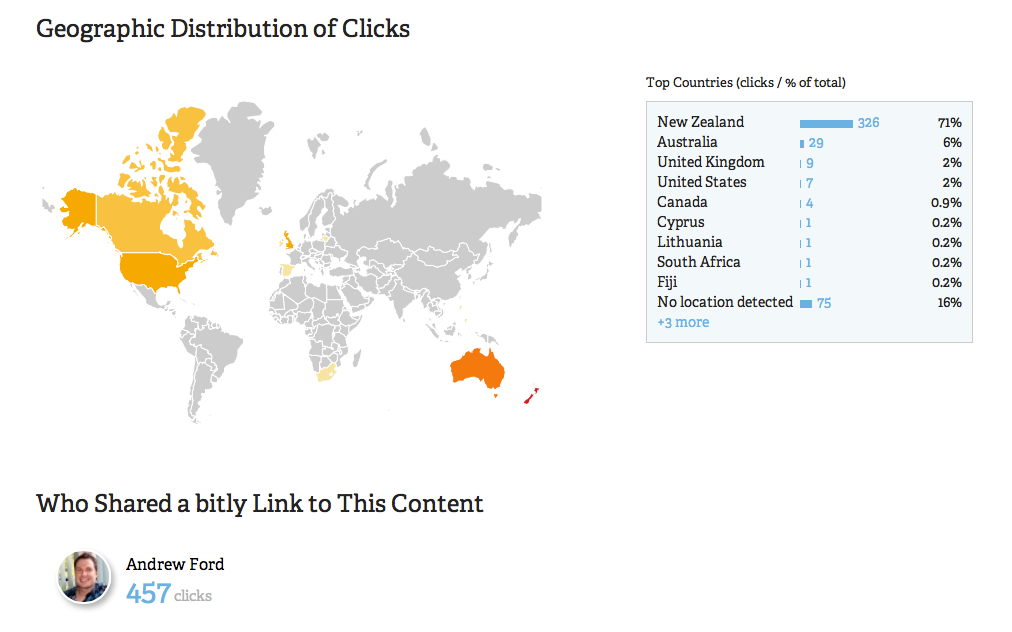 Geographic Distribution of Clicks
Top Countries (clicks / % of total)
New Zealand 326 71%
Australia 29 6%
United Kingdom 9 2%
United States 7 2%
Canada 4 0.9%
Cyprus 1 0.2%
Lithuania 1 0.2%
South Africa 1 0.2%
Fiji 1 0.2%
No location detected 75 16%
+3 more
Who Shared a bitly Link to This Content
Andrew Ford
457 clicks